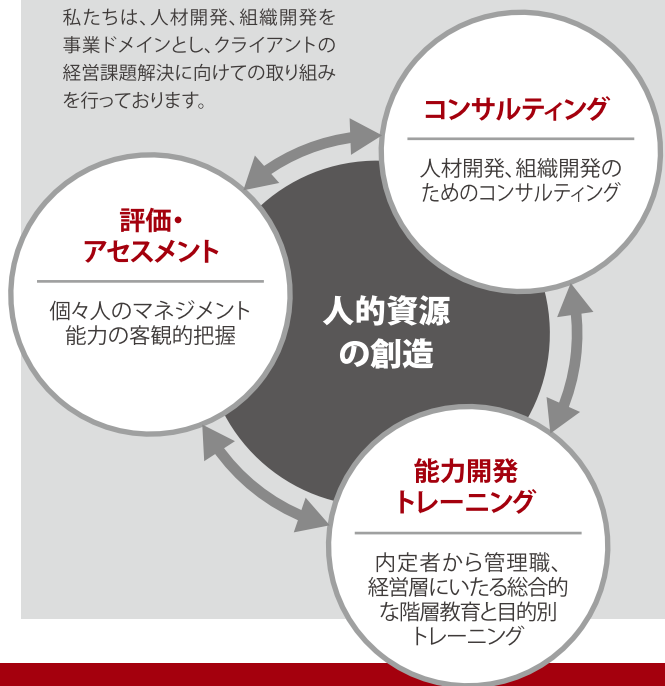 私たちは、人材開発、組織開発を
事業ドメインとし、クライアントの
経営課題解決に向けての取り組み
を行っております。
コンサルティング
人材開発、組織開発の
ためのコンサルティング
評価・
アセスメント
個々人のマネジメント
能力の客観的把握
人的資源
の創造
能力開発
トレーニング
内定者から管理職、
経営層にいたる総合的
な階層教育と目的別
トレーニング